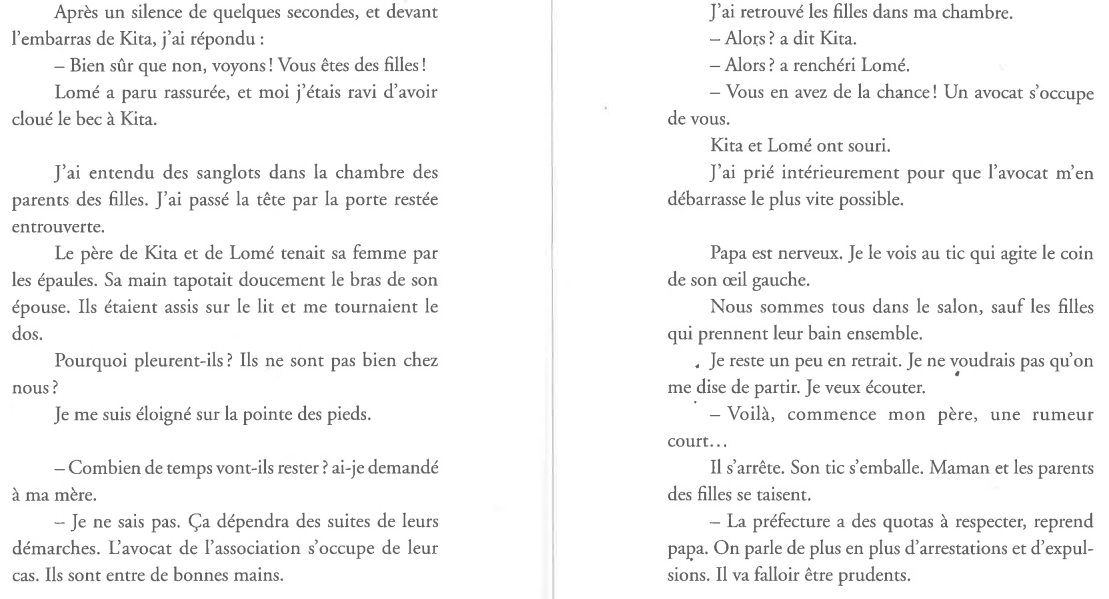 Après un silence de quelques secondes, et devant
l'embarras de Kita, j'ai répondu :
– Bien sûr que non, voyons ! Vous êtes des filles !
Lomé a paru rassurée, et moi j'étais ravi d'avoir
cloué le bec à Kita.
J'ai entendu des sanglots dans la chambre des
parents des filles. J'ai passé la tête par la porte restée
entrouverte.
Le père de Kita et de Lomé tenait sa femme par
les épaules. Sa main tapotait doucement le bras de son
épouse. Ils étaient assis sur le lit et me tournaient le
dos.
Pourquoi pleurent-ils ? Ils ne sont pas bien chez
nous ?
Je me suis éloigné sur la pointe des pieds.
– Combien de temps vont-ils rester ? ai-je demandé
à ma mère.
– Je ne sais pas. Ça dépendra des suites de leurs
démarches. L'avocat de l'association s'occupe de leur
cas. Ils sont entre de bonnes mains.
J'ai retrouvé les filles dans ma chambre.
– Alors ? a dit Kita.
– Alors ? a renchéri Lomé.
– Vous en avez de la chance ! Un avocat s'occupe
de vous.
Kita et Lomé ont souri.
J'ai prié intérieurement pour que l'avocat m'en
débarrasse le plus vite possible.
Papa est nerveux. Je le vois au tic qui agite le coin
de son œil gauche.
Nous sommes tous dans le salon, sauf les filles
qui prennent leur bain ensemble.
Je reste un peu en retrait. Je ne voudrais pas qu'on
me dise de partir. Je veux écouter.
– Voilà, commence mon père, une rumeur
court…
Il s'arrête. Son tic s'emballe. Maman et les parents
des filles se taisent.
– La préfecture a des quotas à respecter, reprend
papa. On parle de plus en plus d'arrestations et d'expul-
sions. Il va falloir être prudents.